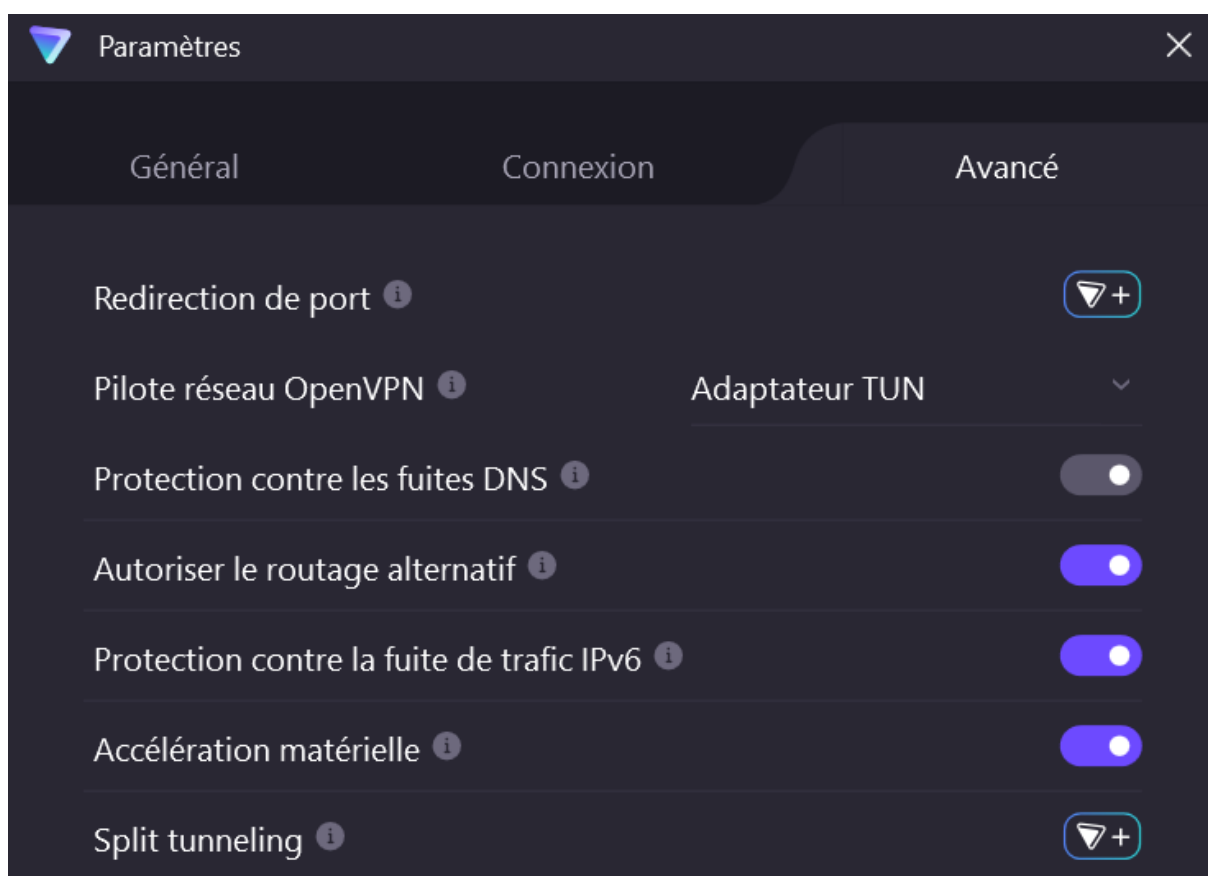 Paramètres
Général Connexion Avancé
Redirection de port
+
Pilote réseau OpenVPN Adaptateur TUN
Protection contre les fuites DNS
Autoriser le routage alternatif
Protection contre la fuite de trafic IPv6
Accélération matérielle
Split tunneling
+